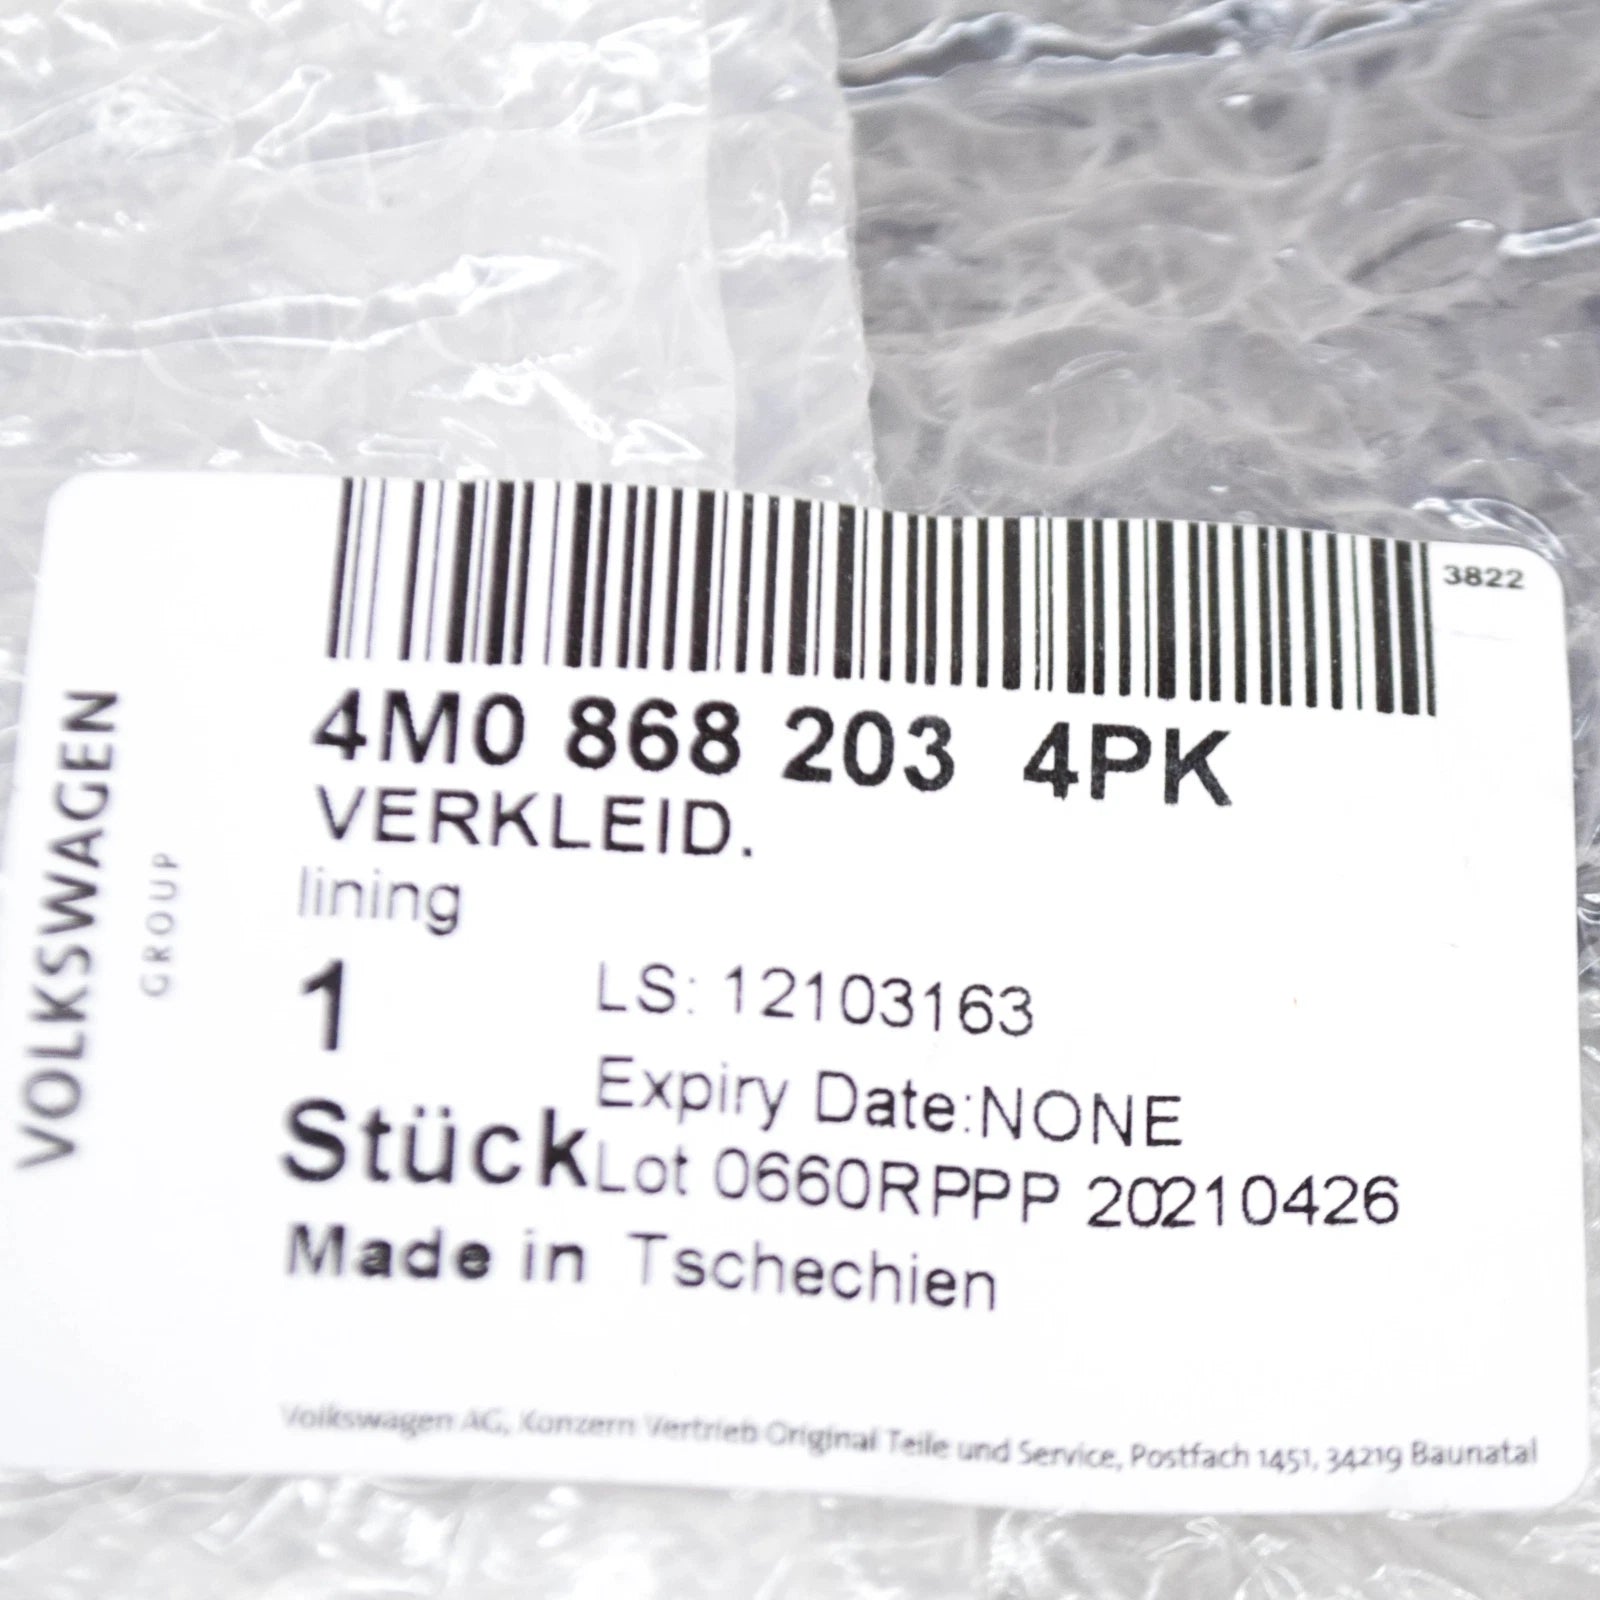 3822
4M0 868 203 4PK
VERKLEID.
lining
1
Stück
LS: 12103163
Expiry Date:NONE
Lot 0660RPPP 20210426
Made in Tschechien
Volkswagen AG, Konzern Vertrieb Original Teile und Service, Postfach 1451, 34219 Baunatal
VOLKSWAGEN
GROUP